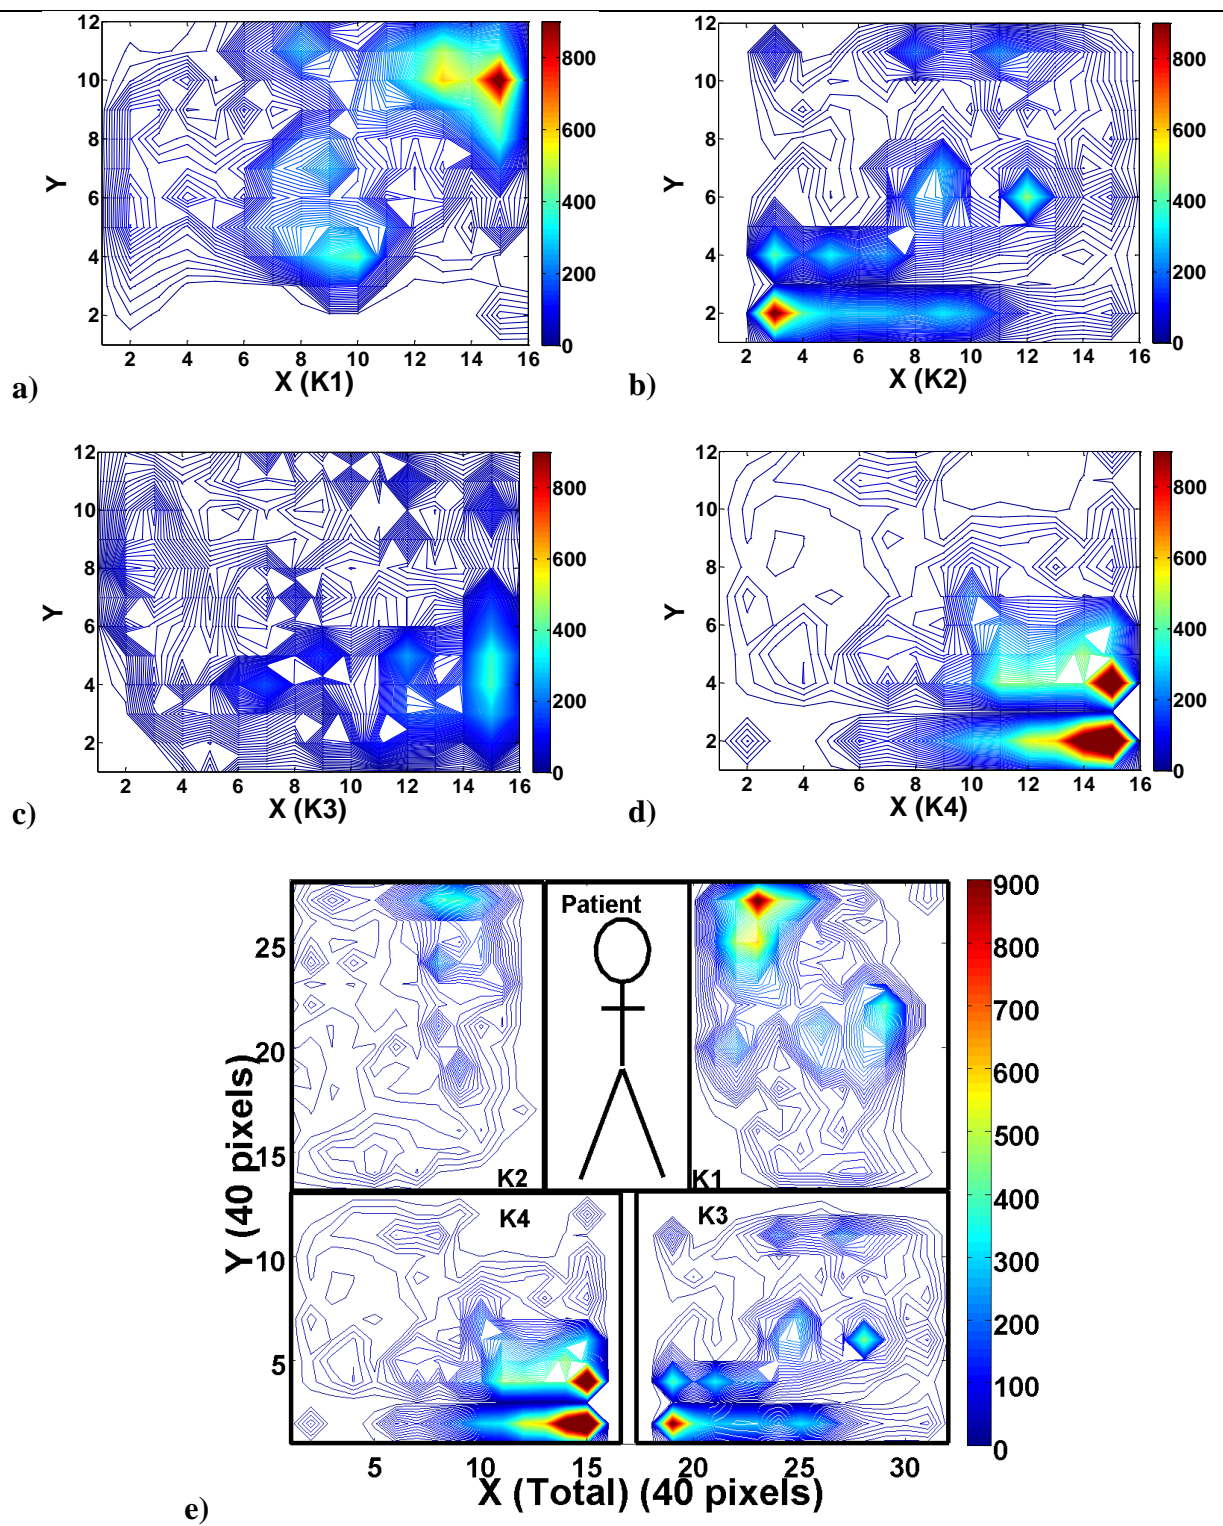 12
10
8
6
4
2
Y
2 4 6 8 10 12 14 16
X (K1)
800
600
400
200
0
a)
12
10
8
6
4
2
Y
2 4 6 8 10 12 14 16
X (K2)
800
600
400
200
0
b)
12
10
8
6
4
2
Y
2 4 6 8 10 12 14 16
X (K3)
800
600
400
200
0
c)
12
10
8
6
4
2
Y
2 4 6 8 10 12 14 16
X (K4)
800
600
400
200
0
d)
Patient
K2
K1
K4
K3
25
20
15
10
5
Y (40 pixels)
5 10 15 20 25 30
X (Total) (40 pixels)
900
800
700
600
500
400
300
200
100
0
e)